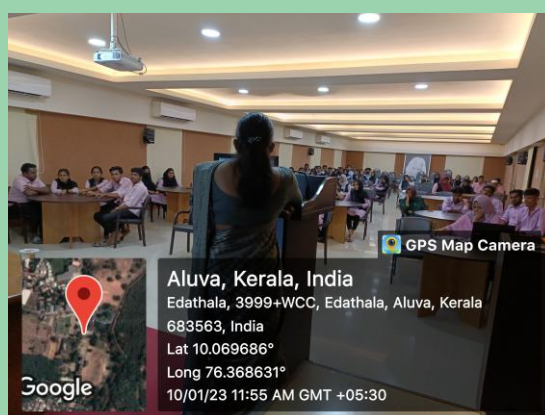 GPS Map Camera
Aluva, Kerala, India
Edathala, 3999+WCC, Edathala, Aluva, Kerala
683563, India
Lat 10.069686°
Long 76.368631°
10/01/23 11:55 AM GMT +05:30
Google